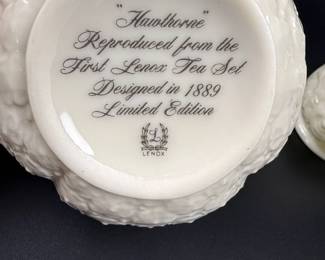 "Hawthorne"
Reproduced from the
First Lenox Tea Set
Designed in 1889
Limited Edition
L
LENOX